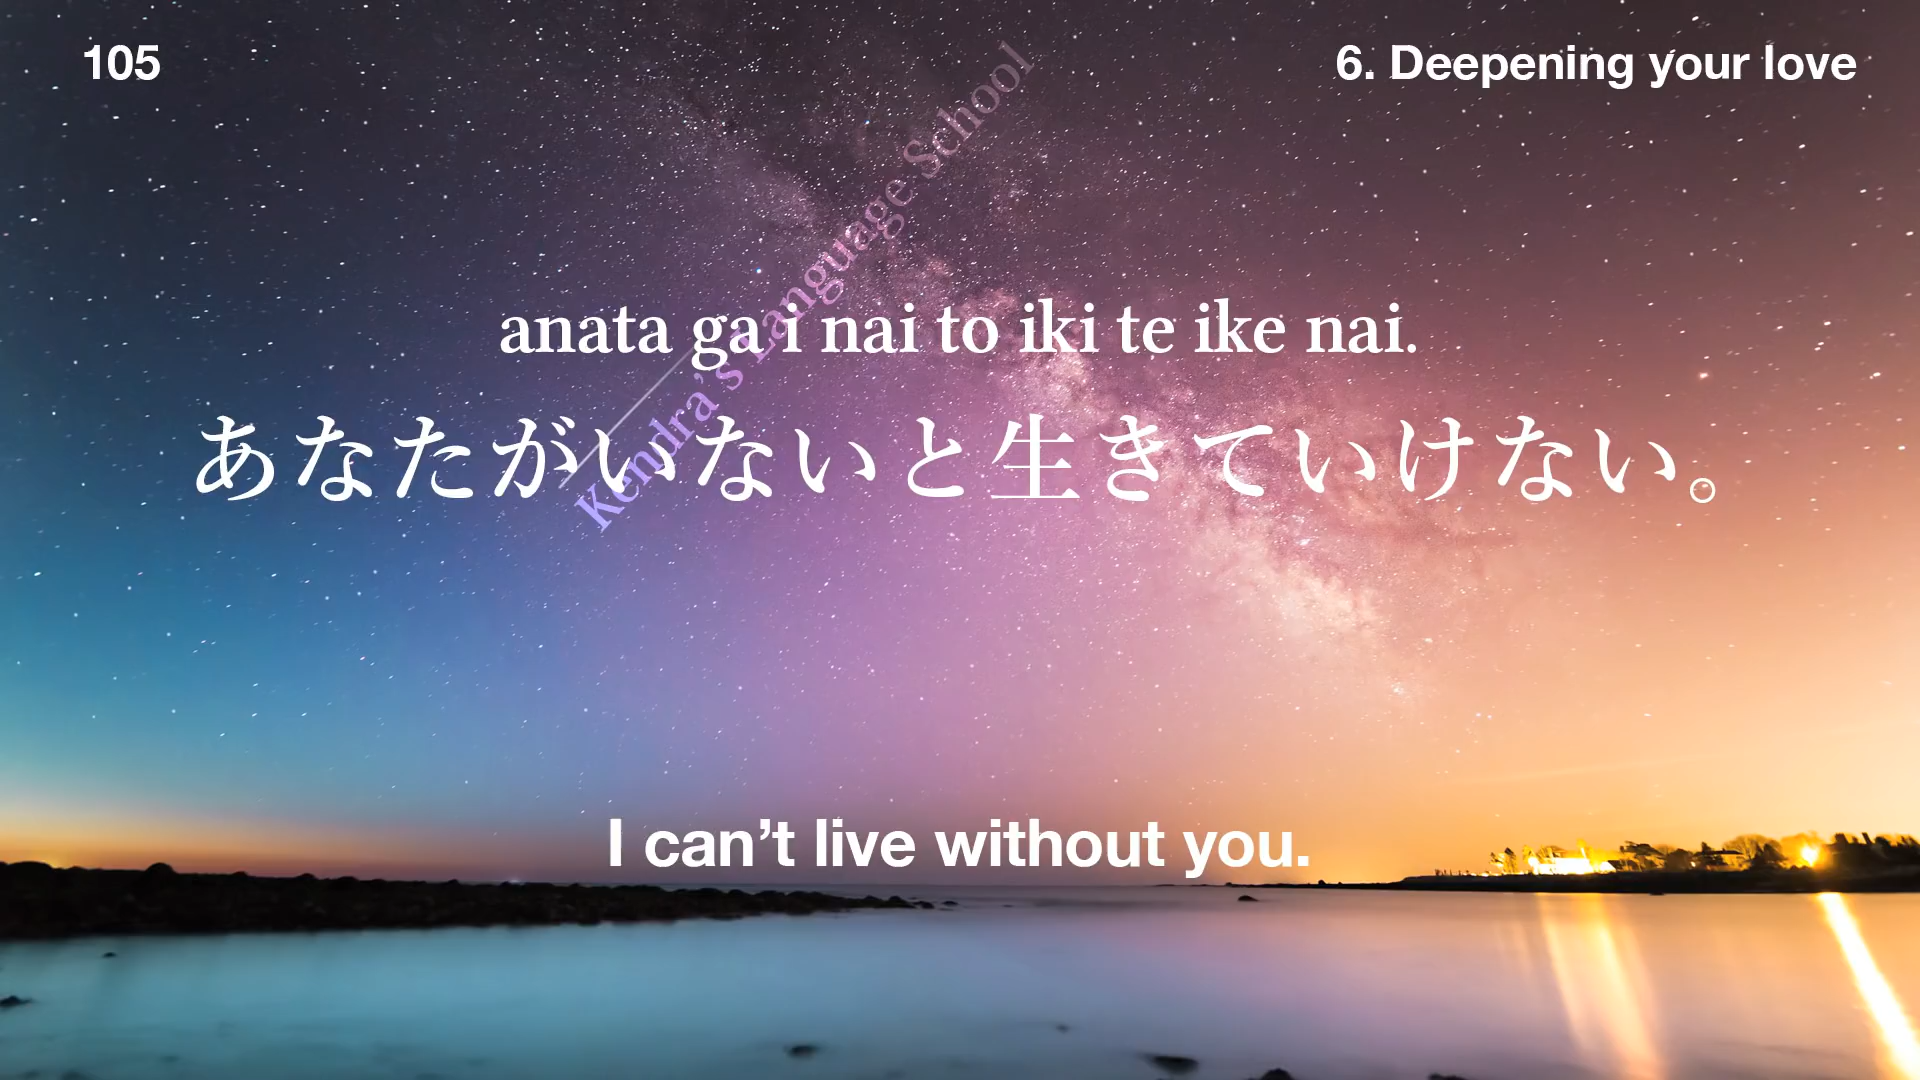 105
6. Deepening your love
Kendra's Language School
anata ga i nai to iki te ike nai.
あなたがいないと生きていけない。
I can’t live without you.